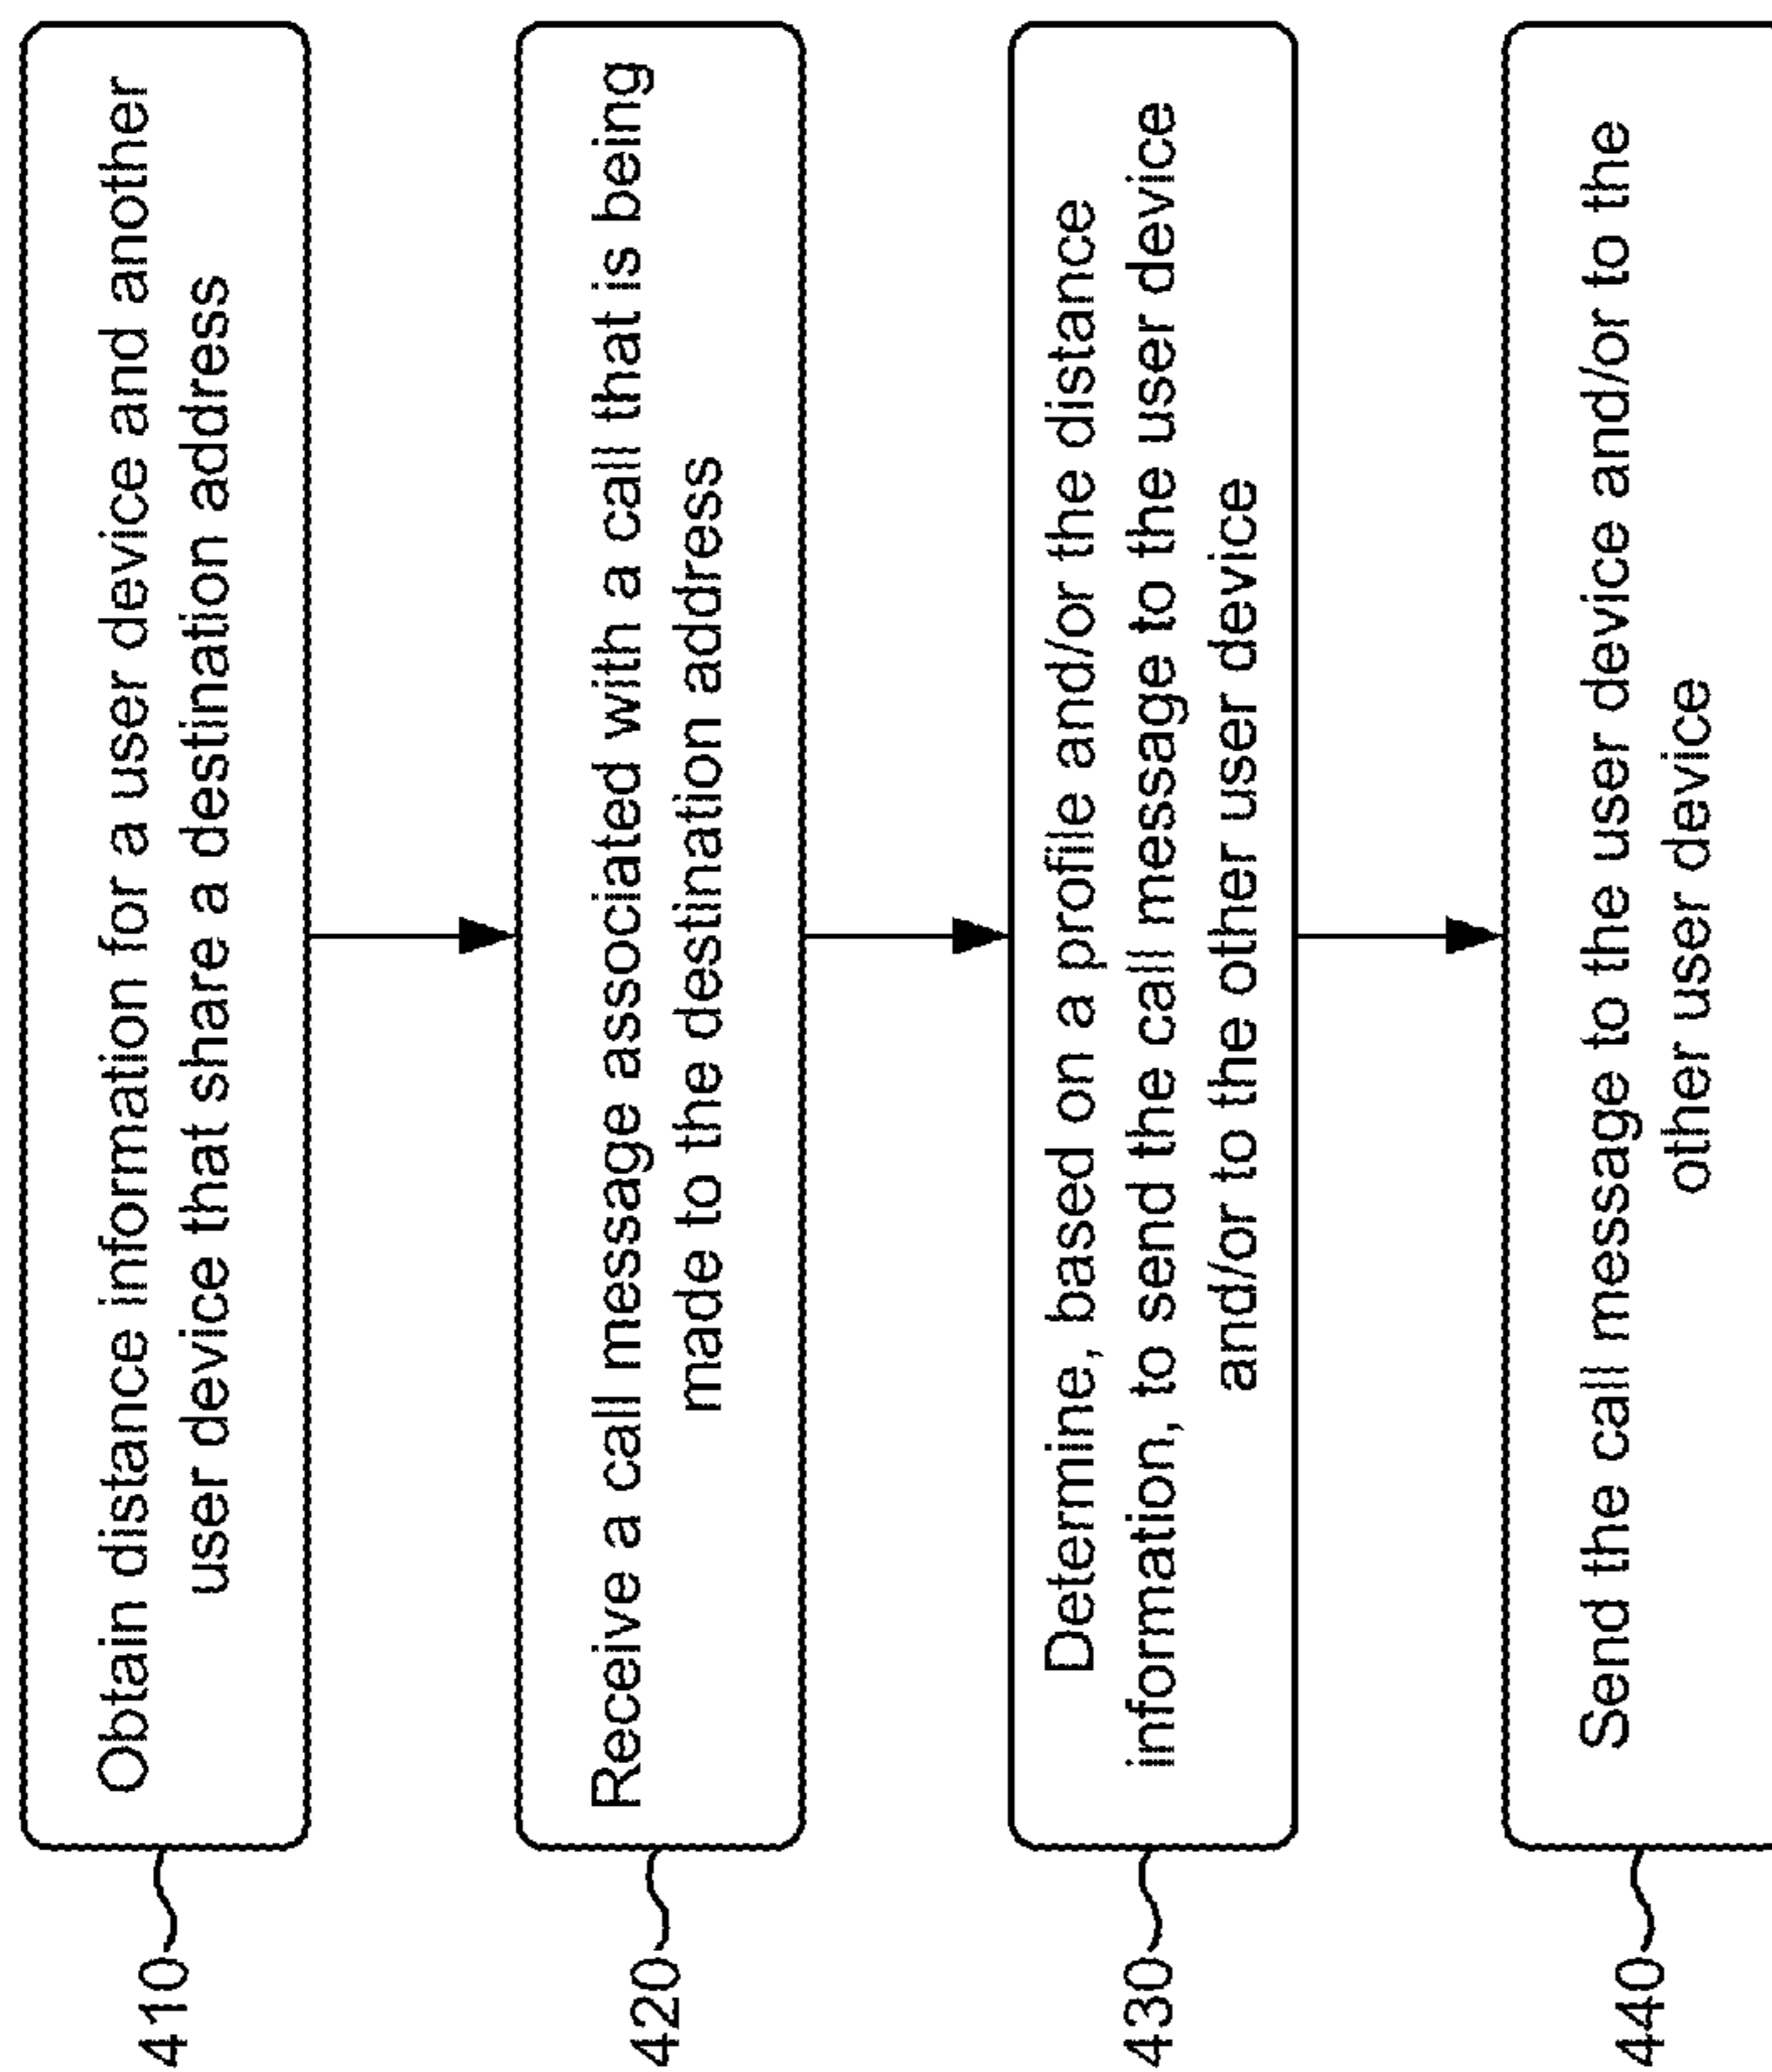 410
Obtain distance information for a user device and another
user device that share a destination address
420
Receive a call message associated with a call that is being
made to the destination address
430
Determine, based on a profile and/or the distance
information, to send the call message to the user device
and/or to the other user device
440
Send the call message to the user device and/or to the
other user device